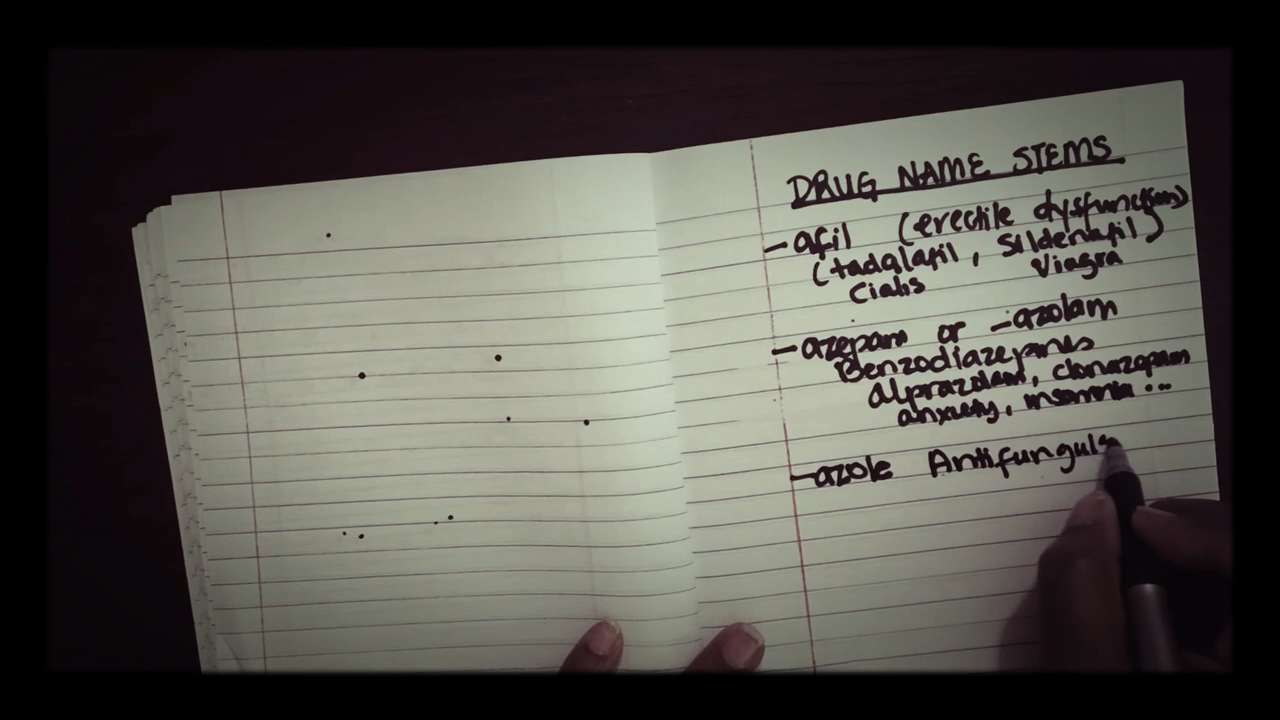 DRUG NAME STEMS
-afil (erectile dysfunction)
(tadalafil, Sildenafil)
Cialis Viagra
-azepam or -azolam
Benzodiazepines
alprazolam, clonazepam
anxiety, insomnia ...
-azole Antifungals